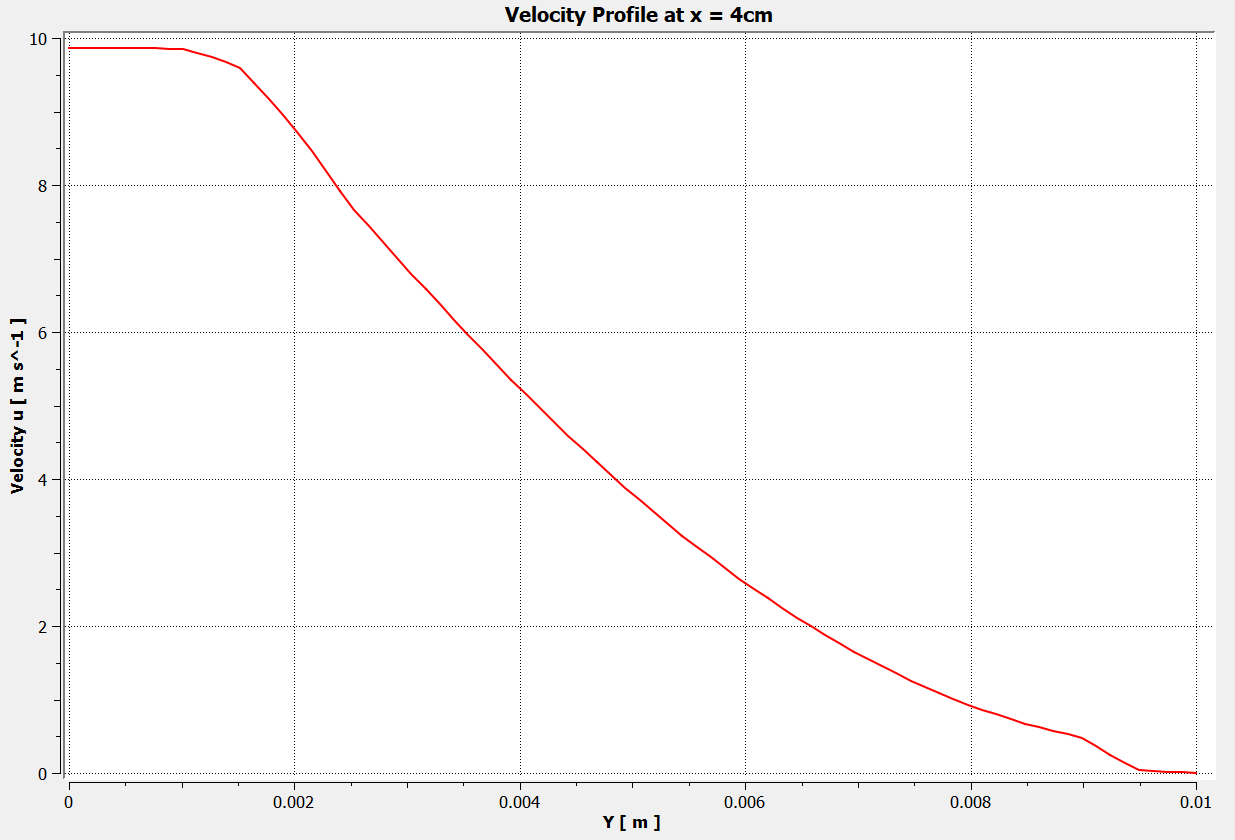 Velocity Profile at x = 4cm
Velocity u [ m s^-1 ]
10
8
6
4
2
0
0 0.002 0.004 0.006 0.008 0.01
Y [ m ]